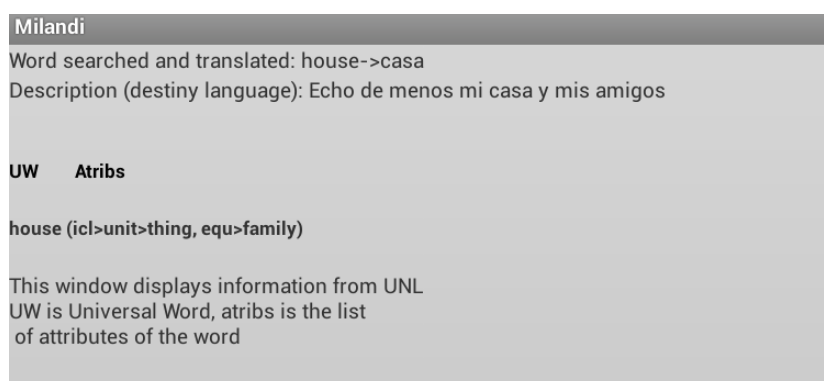 Milandi
Word searched and translated: house->casa
Description (destiny language): Echo de menos mi casa y mis amigos
UW Atribs
house (icl>unit>thing, equ>family)
This window displays information from UNL
UW is Universal Word, atribs is the list
of attributes of the word